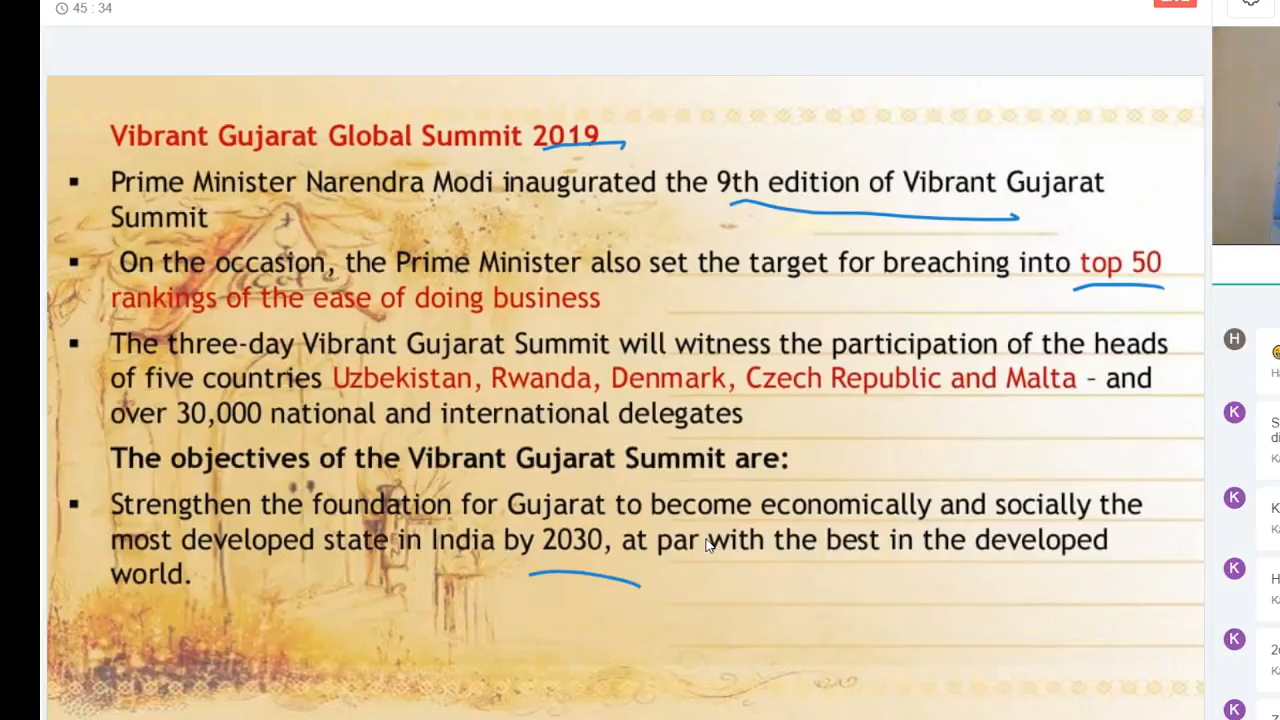 45 : 34
Vibrant Gujarat Global Summit 2019
▪ Prime Minister Narendra Modi inaugurated the 9th edition of Vibrant Gujarat
Summit
▪ On the occasion, the Prime Minister also set the target for breaching into top 50
rankings of the ease of doing business
▪ The three-day Vibrant Gujarat Summit will witness the participation of the heads
of five countries Uzbekistan, Rwanda, Denmark, Czech Republic and Malta – and
over 30,000 national and international delegates
The objectives of the Vibrant Gujarat Summit are:
▪ Strengthen the foundation for Gujarat to become economically and socially the
most developed state in India by 2030, at par with the best in the developed
world.
H
K
K
K
K
K